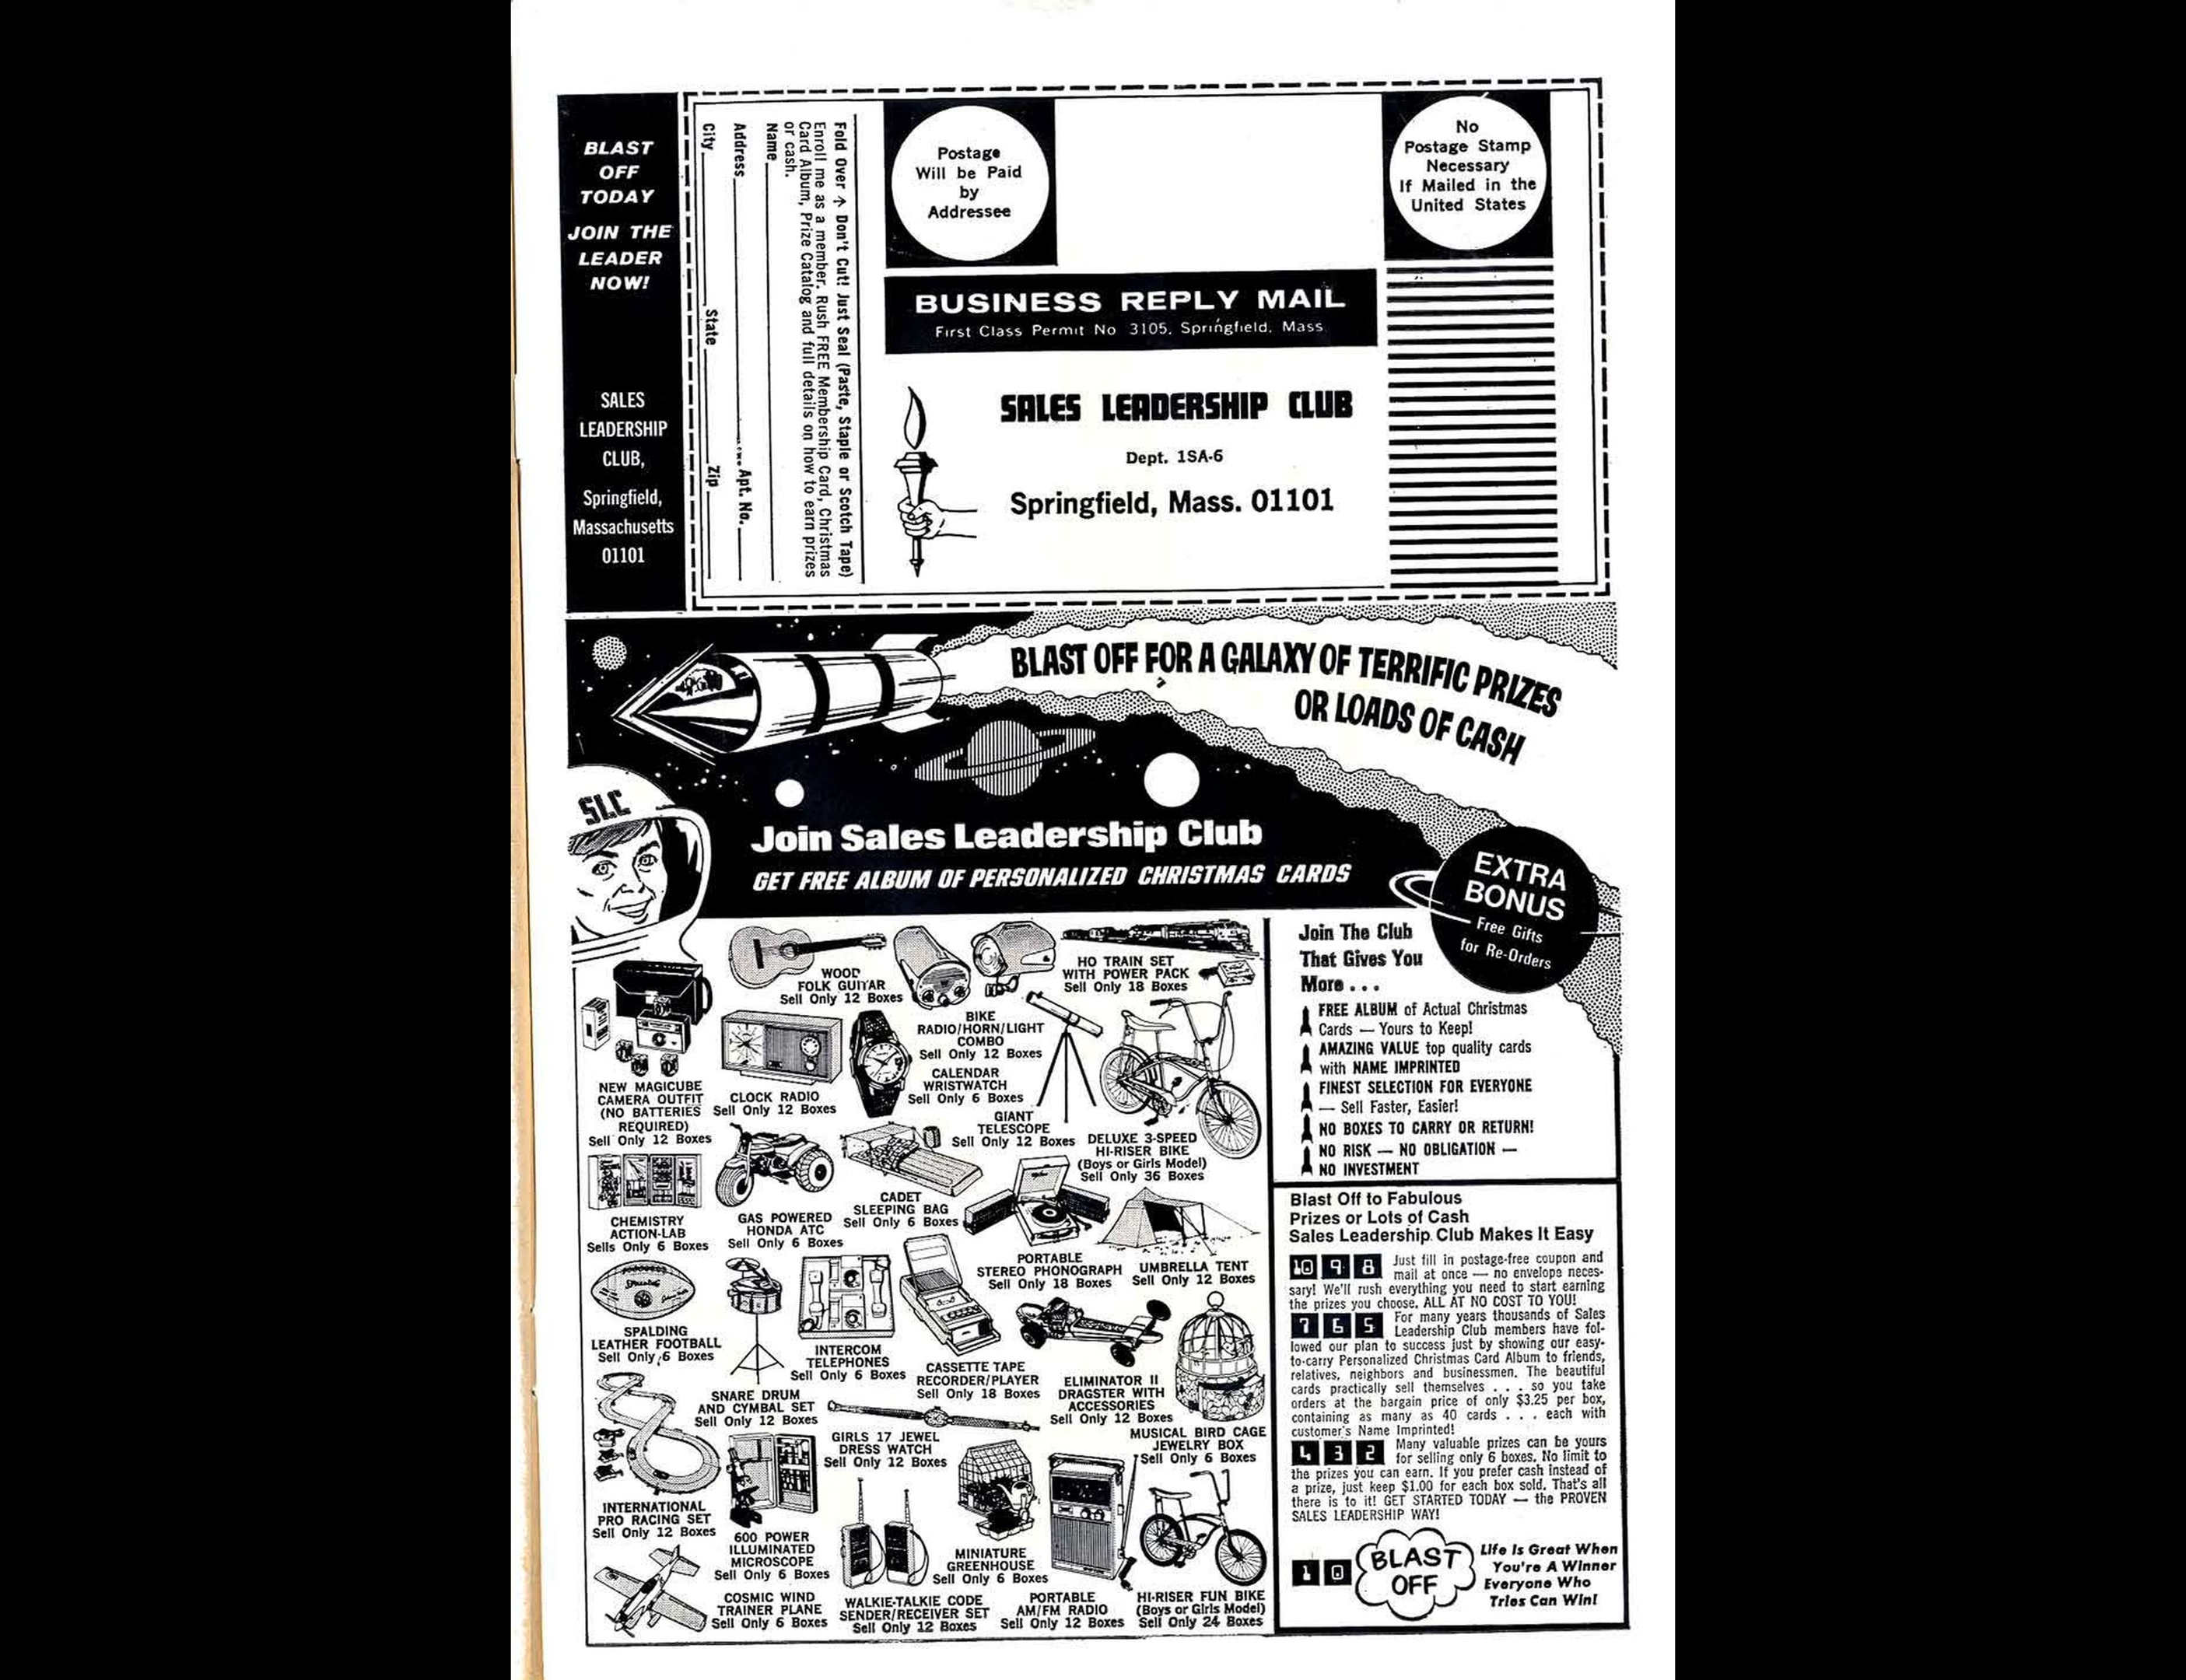 BLAST
OFF
TODAY
JOIN THE
LEADER
NOW!
SALES
LEADERSHIP
CLUB,
Springfield,
Massachusetts
01101
Fold Over Don't Cut! Just Seal (Paste, Staple or Scotch Tape)
Enroll me as a member. Rush FREE Membership Card, Christmas
Card Album, Prize Catalog and full details on how to earn prizes
or cash.
Name
Address Apt. No.
City State Zip
Postage
Will be Paid
by
Addressee
No
Postage Stamp
Necessary
If Mailed in the
United States
BUSINESS REPLY MAIL
First Class Permit No 3105, Springfield, Mass.
SALES LEADERSHIP CLUB
Dept. 1SA-6
Springfield, Mass. 01101
BLAST OFF FOR A GALAXY OF TERRIFIC PRIZES
OR LOADS OF CASH
SLC
Join Sales Leadership Club
GET FREE ALBUM OF PERSONALIZED CHRISTMAS CARDS
EXTRA
BONUS
Free Gifts
for Re-Orders
WOOD
FOLK GUITAR
Sell Only 12 Boxes
HO TRAIN SET
WITH POWER PACK
Sell Only 18 Boxes
BIKE
RADIO/HORN/LIGHT
COMBO
Sell Only 12 Boxes
NEW MAGICUBE
CAMERA OUTFIT
(NO BATTERIES
REQUIRED)
Sell Only 12 Boxes
CLOCK RADIO
Sell Only 12 Boxes
CALENDAR
WRISTWATCH
Sell Only 6 Boxes
GIANT
TELESCOPE
Sell Only 12 Boxes
DELUXE 3-SPEED
HI-RISER BIKE
(Boys or Girls Model)
Sell Only 36 Boxes
CHEMISTRY
ACTION-LAB
Sells Only 6 Boxes
GAS POWERED
HONDA ATC
Sell Only 6 Boxes
CADET
SLEEPING BAG
Sell Only 6 Boxes
PORTABLE
STEREO PHONOGRAPH
Sell Only 18 Boxes
UMBRELLA TENT
Sell Only 12 Boxes
Spalding
SPALDING
LEATHER FOOTBALL
Sell Only 6 Boxes
SNARE DRUM
AND CYMBAL SET
Sell Only 12 Boxes
INTERCOM
TELEPHONES
Sell Only 6 Boxes
CASSETTE TAPE
RECORDER/PLAYER
Sell Only 18 Boxes
ELIMINATOR II
DRAGSTER WITH
ACCESSORIES
Sell Only 12 Boxes
MUSICAL BIRD CAGE
JEWELRY BOX
Sell Only 6 Boxes
GIRLS 17 JEWEL
DRESS WATCH
Sell Only 12 Boxes
INTERNATIONAL
PRO RACING SET
Sell Only 12 Boxes
600 POWER
ILLUMINATED
MICROSCOPE
Sell Only 6 Boxes
MINIATURE
GREENHOUSE
Sell Only 6 Boxes
COSMIC WIND
TRAINER PLANE
Sell Only 6 Boxes
WALKIE-TALKIE CODE
SENDER/RECEIVER SET
Sell Only 12 Boxes
PORTABLE
AM/FM RADIO
Sell Only 12 Boxes
HI-RISER FUN BIKE
(Boys or Girls Model)
Sell Only 24 Boxes
Join The Club
That Gives You
More . . .
FREE ALBUM of Actual Christmas
Cards — Yours to Keep!
AMAZING VALUE top quality cards
with NAME IMPRINTED
FINEST SELECTION FOR EVERYONE
— Sell Faster, Easier!
NO BOXES TO CARRY OR RETURN!
NO RISK — NO OBLIGATION —
NO INVESTMENT
Blast Off to Fabulous
Prizes or Lots of Cash
Sales Leadership Club Makes It Easy
10 9 8 Just fill in postage-free coupon and
mail at once — no envelope neces-
sary! We'll rush everything you need to start earning
the prizes you choose. ALL AT NO COST TO YOU!
7 6 5 For many years thousands of Sales
Leadership Club members have fol-
lowed our plan to success just by showing our easy-
to-carry Personalized Christmas Card Album to friends,
relatives, neighbors and businessmen. The beautiful
cards practically sell themselves . . . so you take
orders at the bargain price of only $3.25 per box,
containing as many as 40 cards . . . each with
customer's Name Imprinted!
4 3 2 Many valuable prizes can be yours
for selling only 6 boxes. No limit to
the prizes you can earn. If you prefer cash instead of
a prize, just keep $1.00 for each box sold. That's all
there is to it! GET STARTED TODAY — the PROVEN
SALES LEADERSHIP WAY!
1 0 BLAST
OFF
Life Is Great When
You're A Winner
Everyone Who
Tries Can Win!